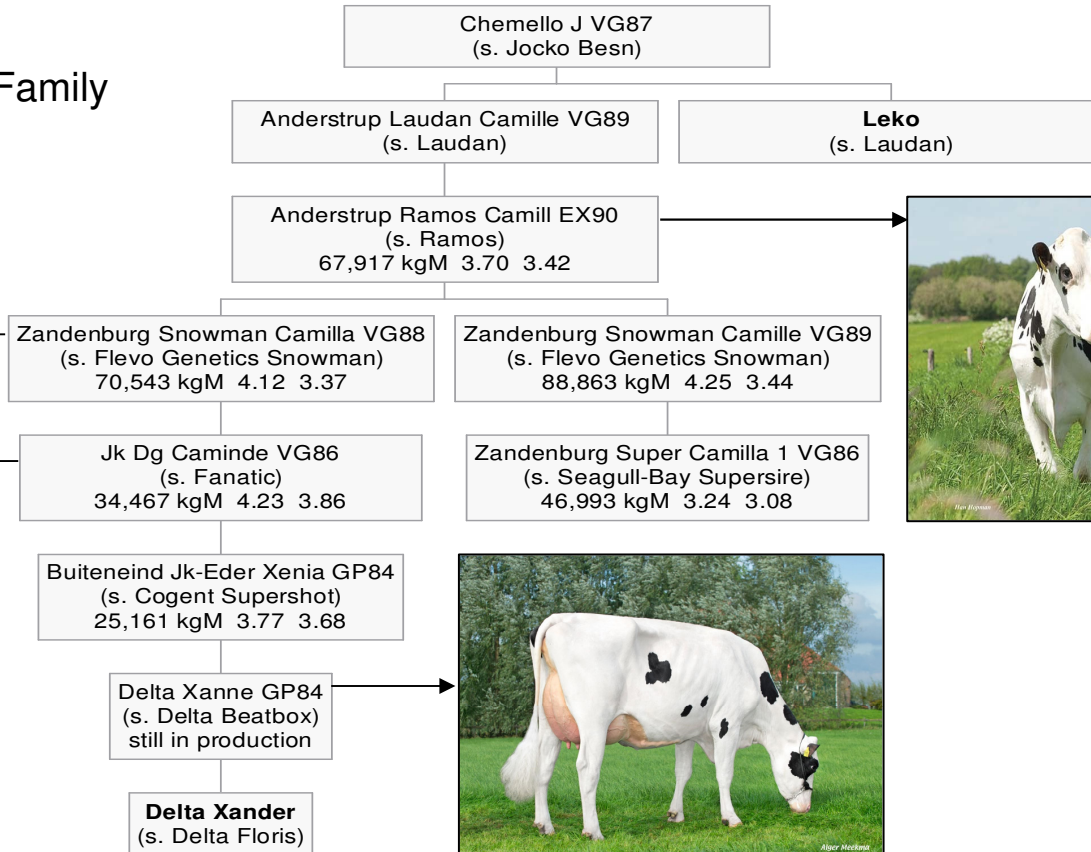 Family
Chemello J VG87
(s. Jocko Besn)
Anderstrup Laudan Camille VG89
(s. Laudan)
Leko
(s. Laudan)
Anderstrup Ramos Camill EX90
(s. Ramos)
67,917 kgM 3.70 3.42
Zandenburg Snowman Camilla VG88
(s. Flevo Genetics Snowman)
70,543 kgM 4.12 3.37
Zandenburg Snowman Camille VG89
(s. Flevo Genetics Snowman)
88,863 kgM 4.25 3.44
Jk Dg Caminde VG86
(s. Fanatic)
34,467 kgM 4.23 3.86
Zandenburg Super Camilla 1 VG86
(s. Seagull-Bay Supersire)
46,993 kgM 3.24 3.08
Han Hopman
Buiteneind Jk-Eder Xenia GP84
(s. Cogent Supershot)
25,161 kgM 3.77 3.68
Delta Xanne GP84
(s. Delta Beatbox)
still in production
Delta Xander
(s. Delta Floris)
Alger Meekma